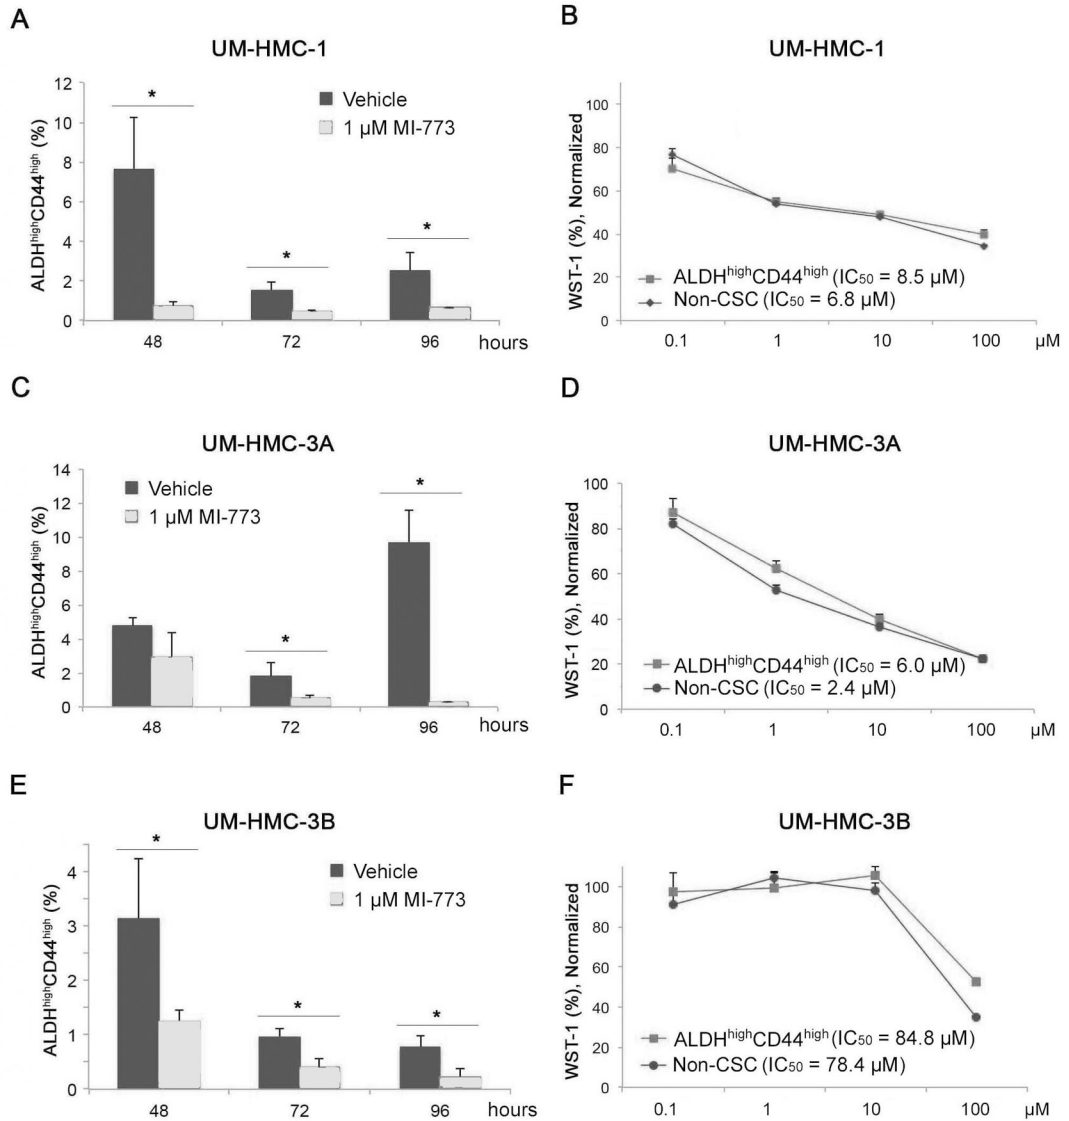 A
UM-HMC-1
ALDHhighCD44high (%)
12
10
8
6
4
2
0
*
*
*
Vehicle
1 µM MI-773
48
72
96
hours
B
UM-HMC-1
WST-1 (%), Normalized
100
80
60
40
20
0
ALDHhighCD44high (IC50 = 8.5 µM)
Non-CSC (IC50 = 6.8 µM)
0.1
1
10
100
µM
C
UM-HMC-3A
ALDHhighCD44high (%)
14
12
10
8
6
4
2
0
Vehicle
1 µM MI-773
*
*
48
72
96
hours
D
UM-HMC-3A
WST-1 (%), Normalized
100
80
60
40
20
0
ALDHhighCD44high (IC50 = 6.0 µM)
Non-CSC (IC50 = 2.4 µM)
0.1
1
10
100
µM
E
UM-HMC-3B
ALDHhighCD44high (%)
4
3
2
1
0
*
*
*
Vehicle
1 µM MI-773
48
72
96
hours
F
UM-HMC-3B
WST-1 (%), Normalized
100
80
60
40
20
0
ALDHhighCD44high (IC50 = 84.8 µM)
Non-CSC (IC50 = 78.4 µM)
0.1
1
10
100
µM